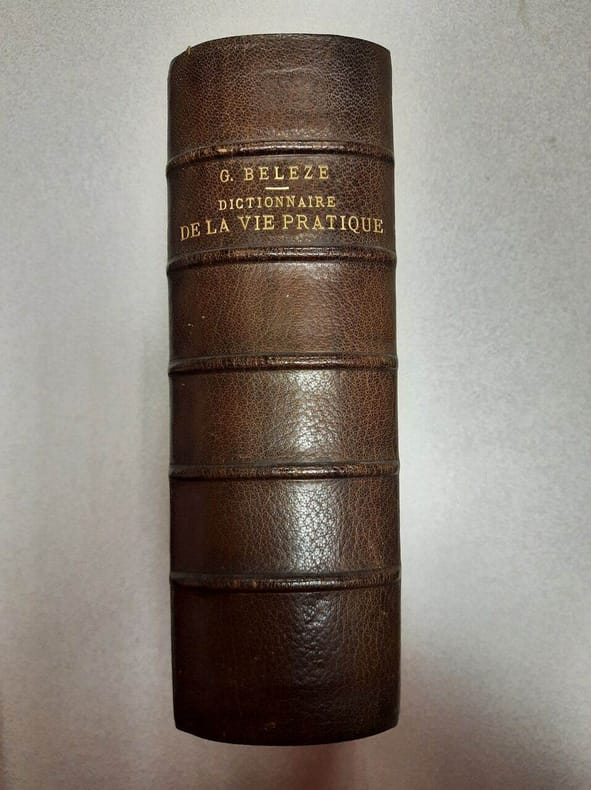 G. BELEZE
DICTIONNAIRE
DE LA VIE PRATIQUE